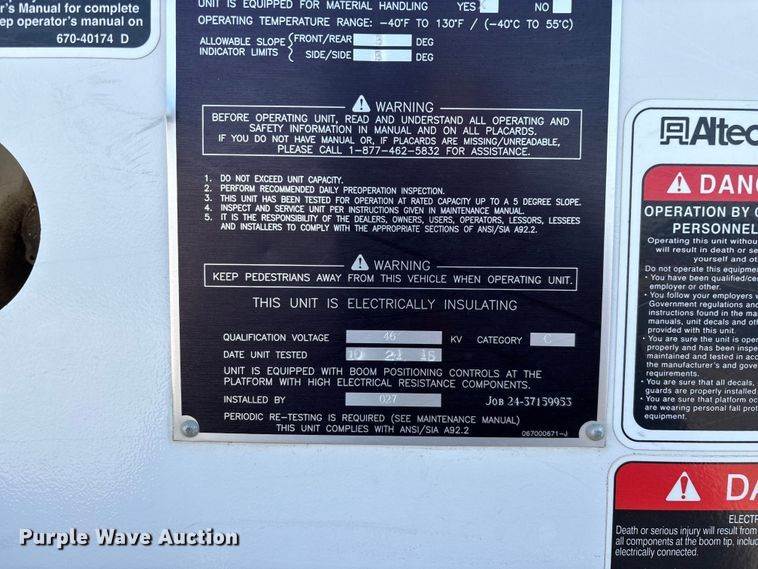 's Manual for complete
ep operator's manual on
670-40174 D
UNIT IS EQUIPPED FOR MATERIAL HANDLING YES NO
OPERATING TEMPERATURE RANGE: -40°F TO 130°F / (-40°C TO 55°C)
ALLOWABLE SLOPE
INDICATOR LIMITS
FRONT/REAR 5 DEG
SIDE/SIDE 5 DEG
WARNING
BEFORE OPERATING UNIT, READ AND UNDERSTAND ALL OPERATING AND
SAFETY INFORMATION IN MANUAL AND ON ALL PLACARDS.
IF YOU DO NOT HAVE MANUAL OR, IF PLACARDS ARE MISSING/UNREADABLE,
PLEASE CALL 1-877-462-5832 FOR ASSISTANCE.
1. DO NOT EXCEED UNIT CAPACITY.
2. PERFORM RECOMMENDED DAILY PREOPERATION INSPECTION.
3. THIS UNIT HAS BEEN TESTED FOR OPERATION AT RATED CAPACITY UP TO A 5 DEGREE SLOPE.
4. INSPECT AND SERVICE UNIT PER INSTRUCTIONS GIVEN IN MAINTENANCE MANUAL.
5. IT IS THE RESPONSIBILITY OF THE DEALERS, OWNERS, USERS, OPERATORS, LESSORS, LESSEES
AND INSTALLERS TO COMPLY WITH THE APPROPRIATE SECTIONS OF ANSI/SIA A92.2.
WARNING
KEEP PEDESTRIANS AWAY FROM THIS VEHICLE WHEN OPERATING UNIT.
THIS UNIT IS ELECTRICALLY INSULATING
QUALIFICATION VOLTAGE 46 KV CATEGORY C
DATE UNIT TESTED 10 21 15
UNIT IS EQUIPPED WITH BOOM POSITIONING CONTROLS AT THE
PLATFORM WITH HIGH ELECTRICAL RESISTANCE COMPONENTS.
INSTALLED BY 027 JOB 24-37159953
PERIODIC RE-TESTING IS REQUIRED (SEE MAINTENANCE MANUAL)
THIS UNIT COMPLIES WITH ANSI/SIA A92.2
067000671-J
Altec
DANG
OPERATION BY
PERSONNEL
Operating this unit withou
will result in death or se
yourself and oth
Do not operate this equipme
• You have been qualified/cer
employer or other.
• You follow your employers w
Government regulations and
instructions found in the ma
manuals, unit decals and oth
provided with this unit.
• You are sure the unit is oper
properly and has been inspec
maintained and tested in acc
the manufacturer's and gove
requirements.
• You are sure that all decals,
guards are properly installed.
• You are sure that platform oc
are wearing personal fall prot
equipment.
DA
ELECTR
Death or serious injury will result from
all components at the boom tip, includ
electrically connected.
Purple Wave Auction